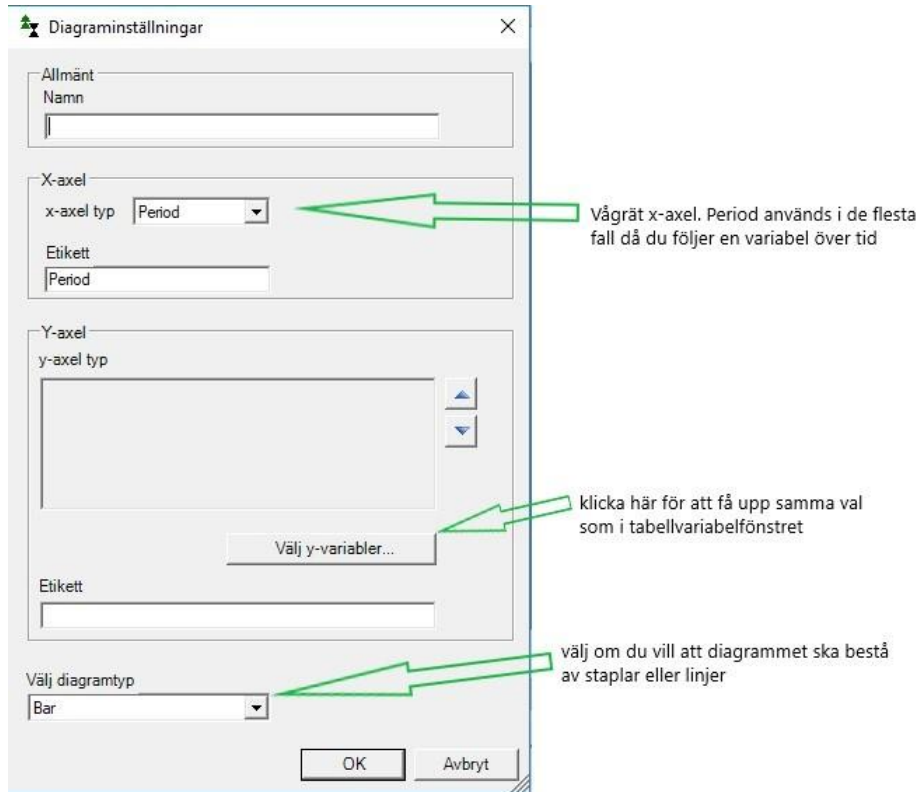 Diagraminställningar
Allmänt
Namn
X-axel
x-axel typ Period
Vågrät x-axel. Period används i de flesta
fall då du följer en variabel över tid
Etikett
Period
Y-axel
y-axel typ
klicka här för att få upp samma val
som i tabellvariabelfönstret
Välj y-variabler...
Etikett
välj om du vill att diagrammet ska bestå
av staplar eller linjer
Välj diagramtyp
Bar
OK Avbryt